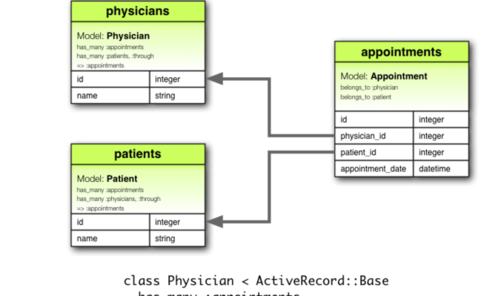 physicians
Model: Physician
has_many :appointments
has_many :patients, :through
=> :appointments
id integer
name string
appointments
Model: Appointment
belongs_to :physician
belongs_to :patient
id integer
physician_id integer
patient_id integer
appointment_date datetime
patients
Model: Patient
has_many :appointments
has_many :physicians, :through
=> :appointments
id integer
name string
class Physician < ActiveRecord::Base
has_many :appointments